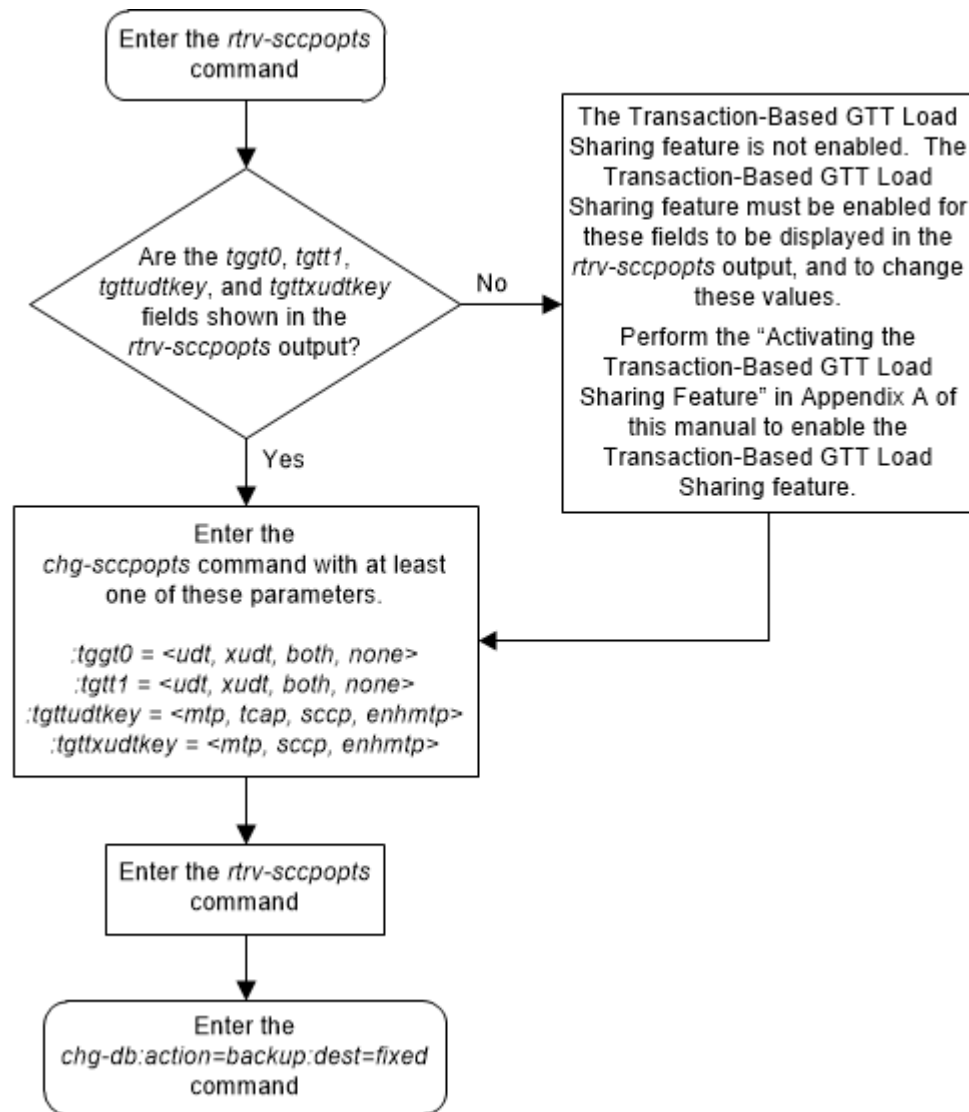 Enter the rtrv-sccpopts
command
Are the tggt0, tgtt1,
tgttudtkey, and tgttxudtkey
fields shown in the
rtrv-sccpopts output?
No
The Transaction-Based GTT Load
Sharing feature is not enabled. The
Transaction-Based GTT Load
Sharing feature must be enabled for
these fields to be displayed in the
rtrv-sccpopts output, and to change
these values.
Perform the “Activating the
Transaction-Based GTT Load
Sharing Feature” in Appendix A of
this manual to enable the
Transaction-Based GTT Load
Sharing feature.
Yes
Enter the
chg-sccpopts command with at least
one of these parameters.
:tggt0 = <udt, xudt, both, none>
:tgtt1 = <udt, xudt, both, none>
:tgttudtkey = <mtp, tcap, sccp, enhmtp>
:tgttxudtkey = <mtp, sccp, enhmtp>
Enter the rtrv-sccpopts
command
Enter the
chg-db:action=backup:dest=fixed
command